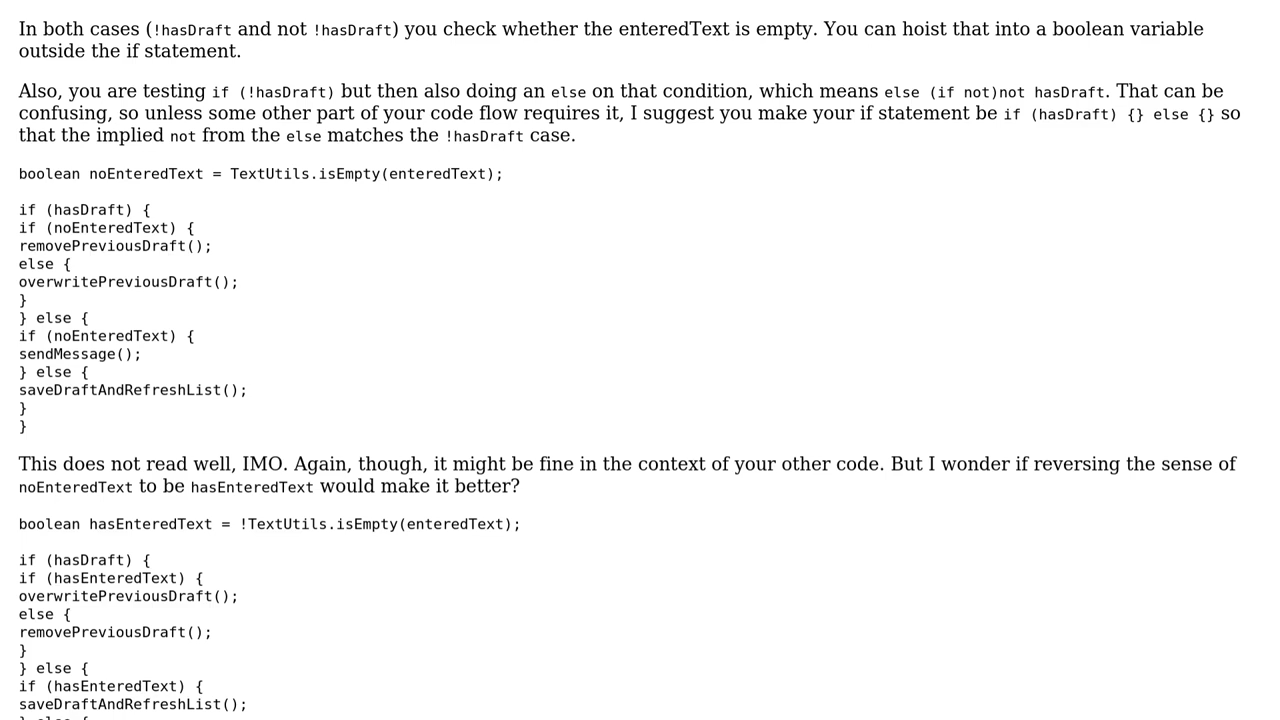 In both cases (!hasDraft and not !hasDraft) you check whether the enteredText is empty. You can hoist that into a boolean variable
outside the if statement.
Also, you are testing if (!hasDraft) but then also doing an else on that condition, which means else (if not)not hasDraft. That can be
confusing, so unless some other part of your code flow requires it, I suggest you make your if statement be if (hasDraft) {} else {} so
that the implied not from the else matches the !hasDraft case.
boolean noEnteredText = TextUtils.isEmpty(enteredText);
if (hasDraft) {
if (noEnteredText) {
removePreviousDraft();
else {
overwritePreviousDraft();
}
} else {
if (noEnteredText) {
sendMessage();
} else {
saveDraftAndRefreshList();
}
}
This does not read well, IMO. Again, though, it might be fine in the context of your other code. But I wonder if reversing the sense of
noEnteredText to be hasEnteredText would make it better?
boolean hasEnteredText = !TextUtils.isEmpty(enteredText);
if (hasDraft) {
if (hasEnteredText) {
overwritePreviousDraft();
else {
removePreviousDraft();
}
} else {
if (hasEnteredText) {
saveDraftAndRefreshList();
} else {